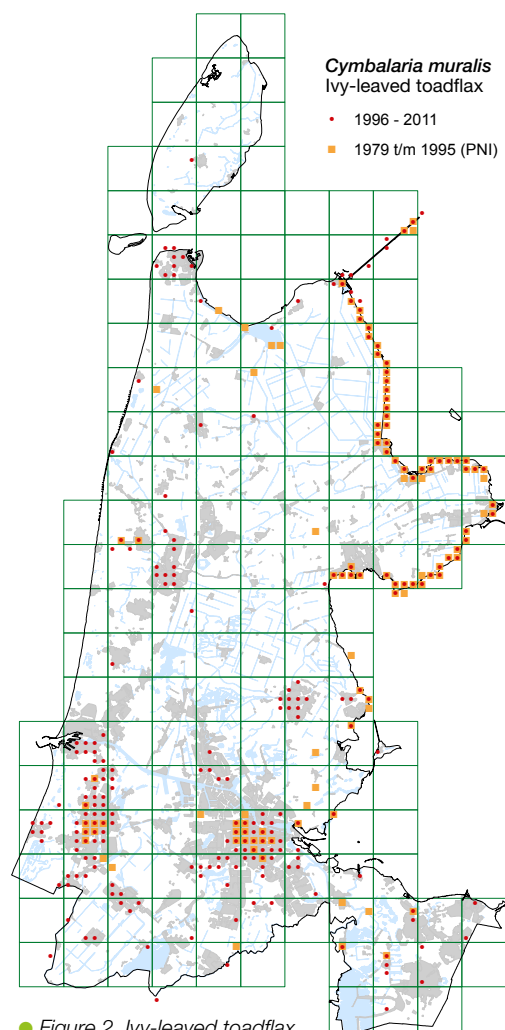 Cymbalaria muralis
Ivy-leaved toadflax
1996 - 2011
1979 t/m 1995 (PNI)
Figure 2. Ivy-leaved toadflax